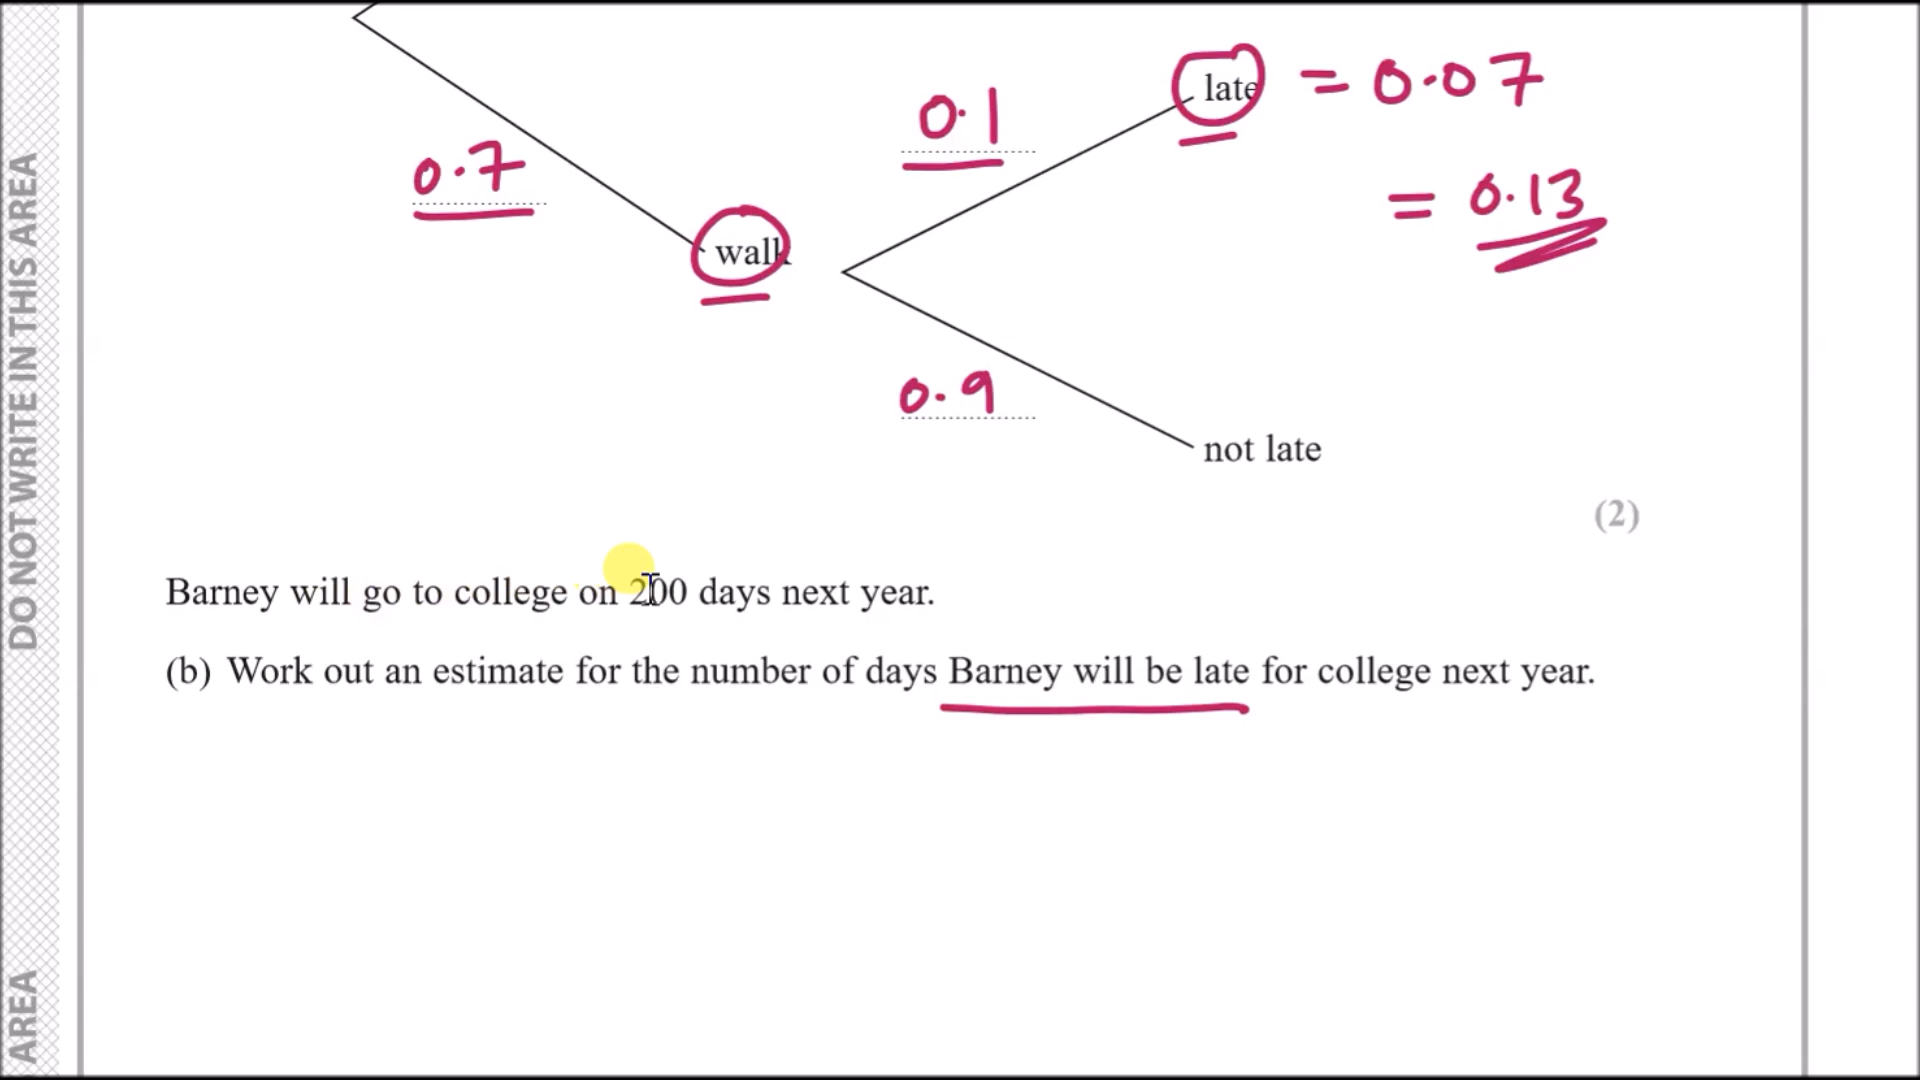 late = 0.07
0.1
0.7
= 0.13
walk
0.9
not late
(2)
Barney will go to college on 200 days next year.
(b) Work out an estimate for the number of days Barney will be late for college next year.
DO NOT WRITE IN THIS AREA
AREA